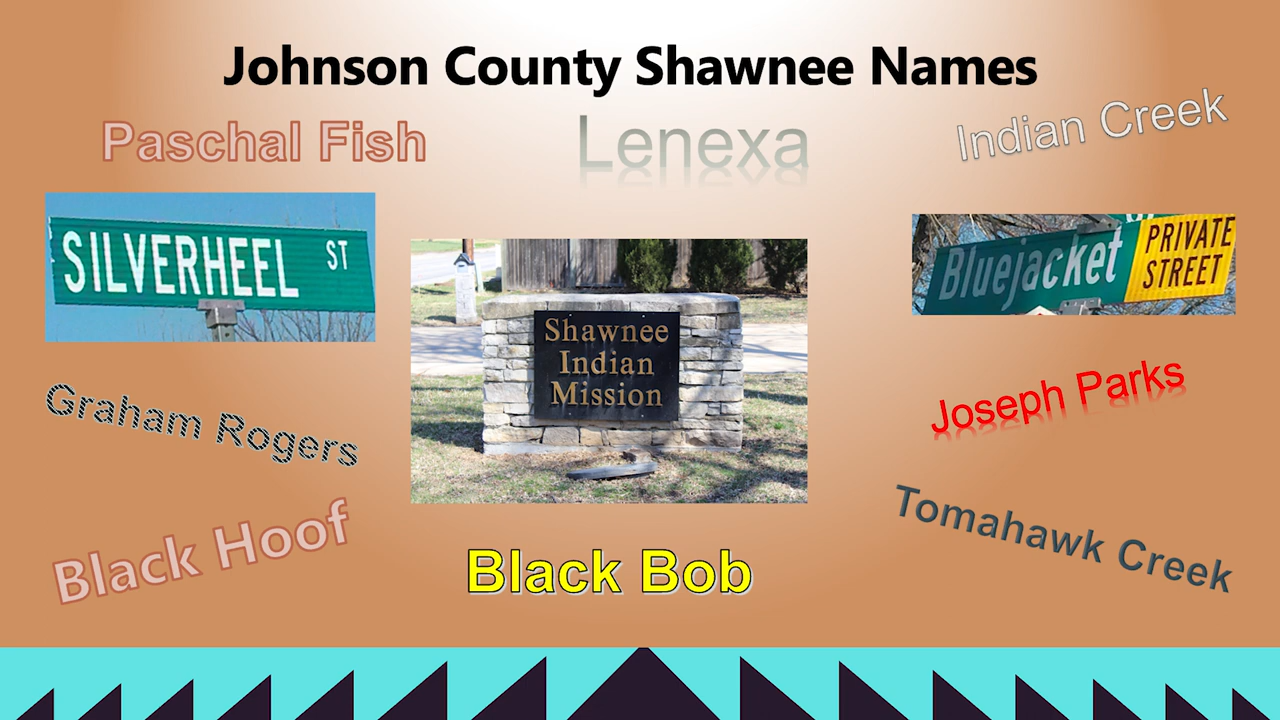 Johnson County Shawnee Names
Paschal Fish
Lenexa
Indian Creek
SILVERHEEL ST
Bluejacket
PRIVATE
STREET
Shawnee
Indian
Mission
Graham Rogers
Joseph Parks
Black Hoof
Black Bob
Tomahawk Creek